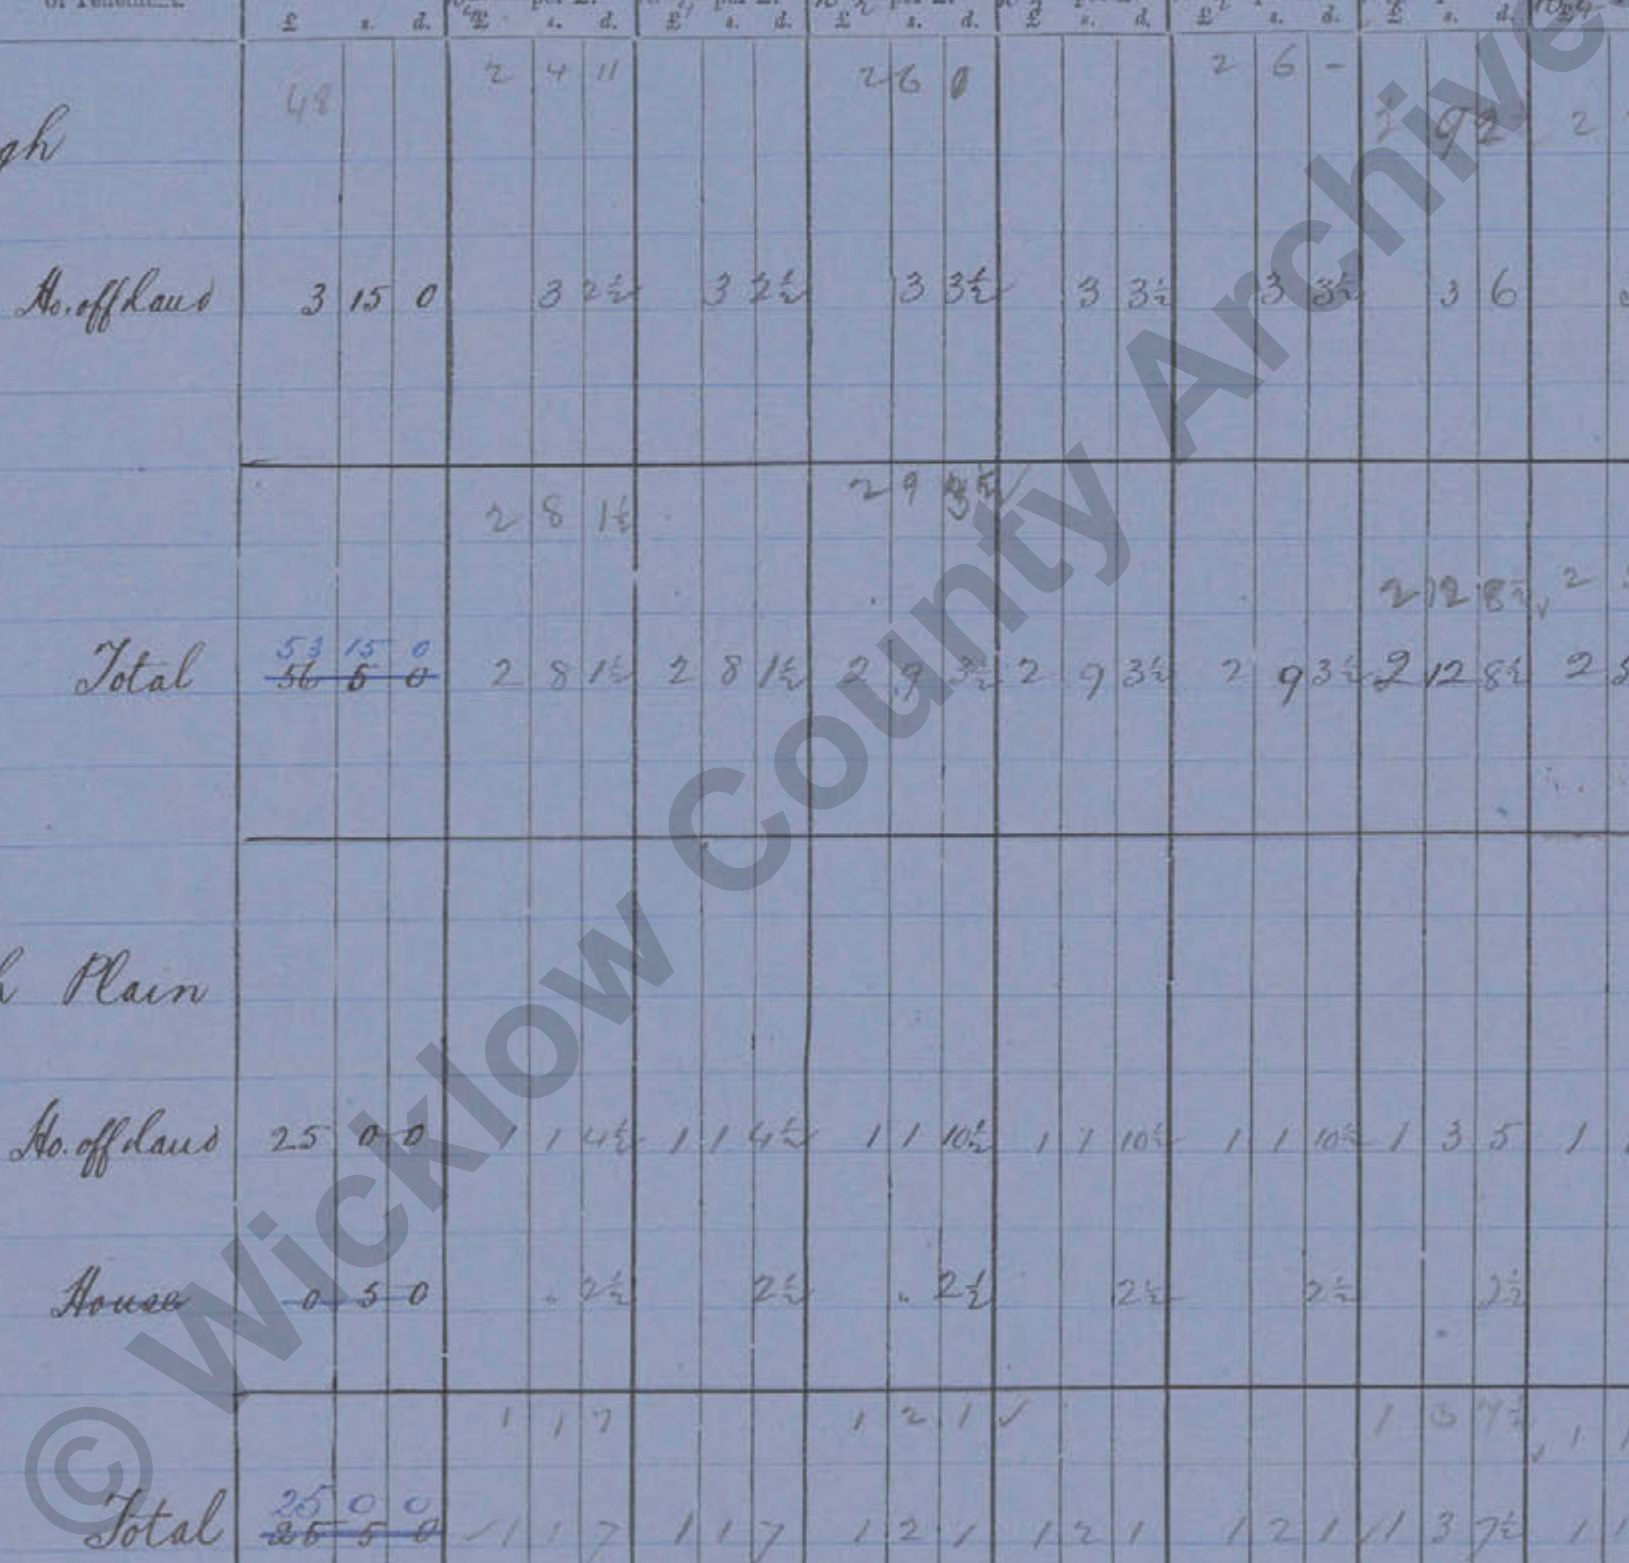 of Tenement.
£ s. d. £ s. d. £ s. d. £ s. d. £ s. d. £ s. d. £ d.
2 4 11 2 6 0 2 6 -
48 9 2 2
gh
Ho. off Land 3 15 0 3 2½ 3 2½ 3 3½ 3 3½ 3 3½ 3 6
2 9 3½ ✓
2 8 1½
2 12 8½ 2
53 15 0
Total 56 5 0 2 8 1½ 2 8 1½ 2 9 3½ 2 9 3½ 2 9 3½ 2 12 8½ 2
h Plain
Ho. off Land 25 0 0 1 1 4½ 1 1 4½ 1 1 10½ 1 1 10½ 1 1 10½ 1 3 5 1
House 0 5 0 2½ 2½ 2½ 2½ 2½ 2½
1 1 7 1 2 1 ✓ 1 3 7½ 1
25 0 0
Total 25 5 0 1 1 7 1 1 7 1 2 1 1 2 1 1 2 1 1 3 7½ 1 1
© Wicklow County Archive